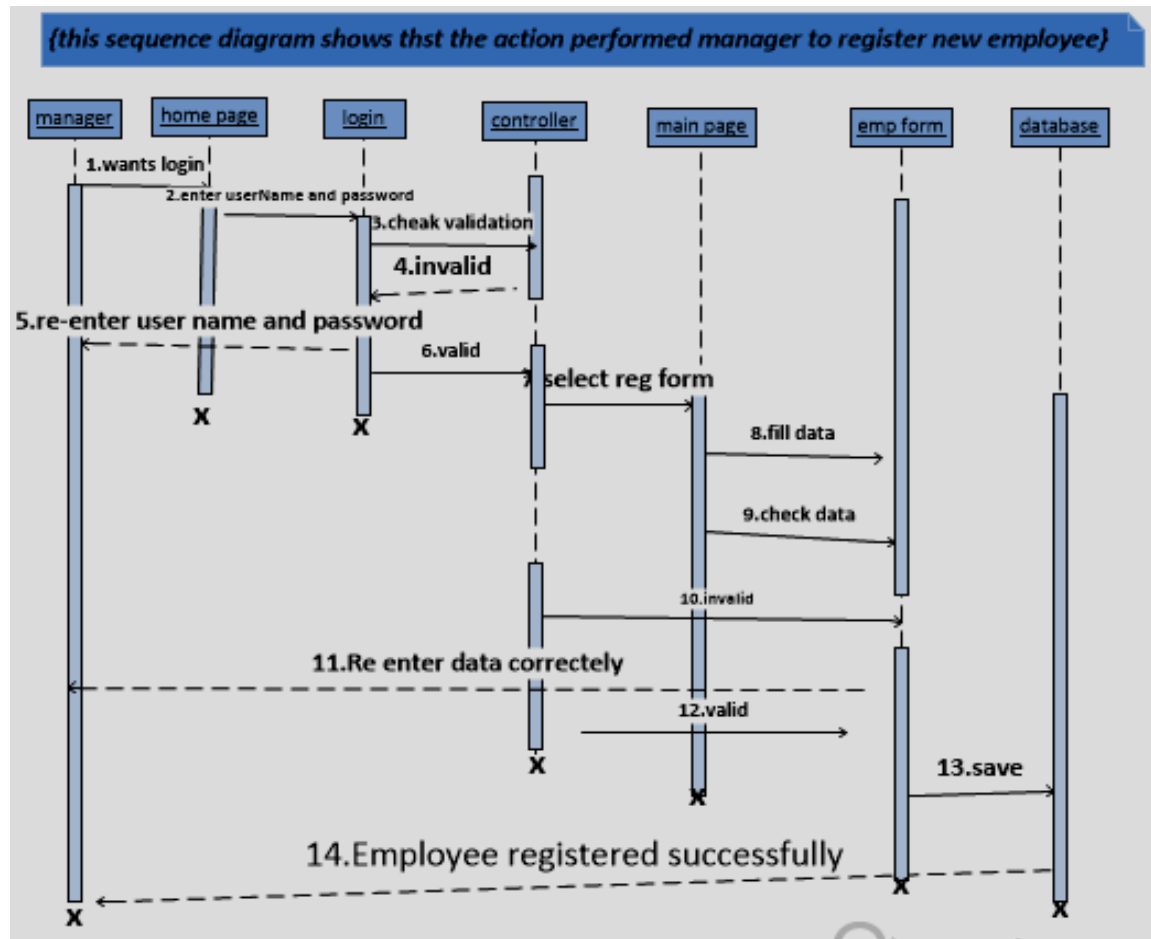 {this sequence diagram shows thst the action performed manager to register new employee}
manager
home page
login
controller
main page
emp form
database
1.wants login
2.enter userName and password
3.cheak validation
4.invalid
5.re-enter user name and password
6.valid
select reg form
8.fill data
9.check data
10.invalid
11.Re enter data correctely
12.valid
13.save
14.Employee registered successfully
X
X
X
X
X
X
X